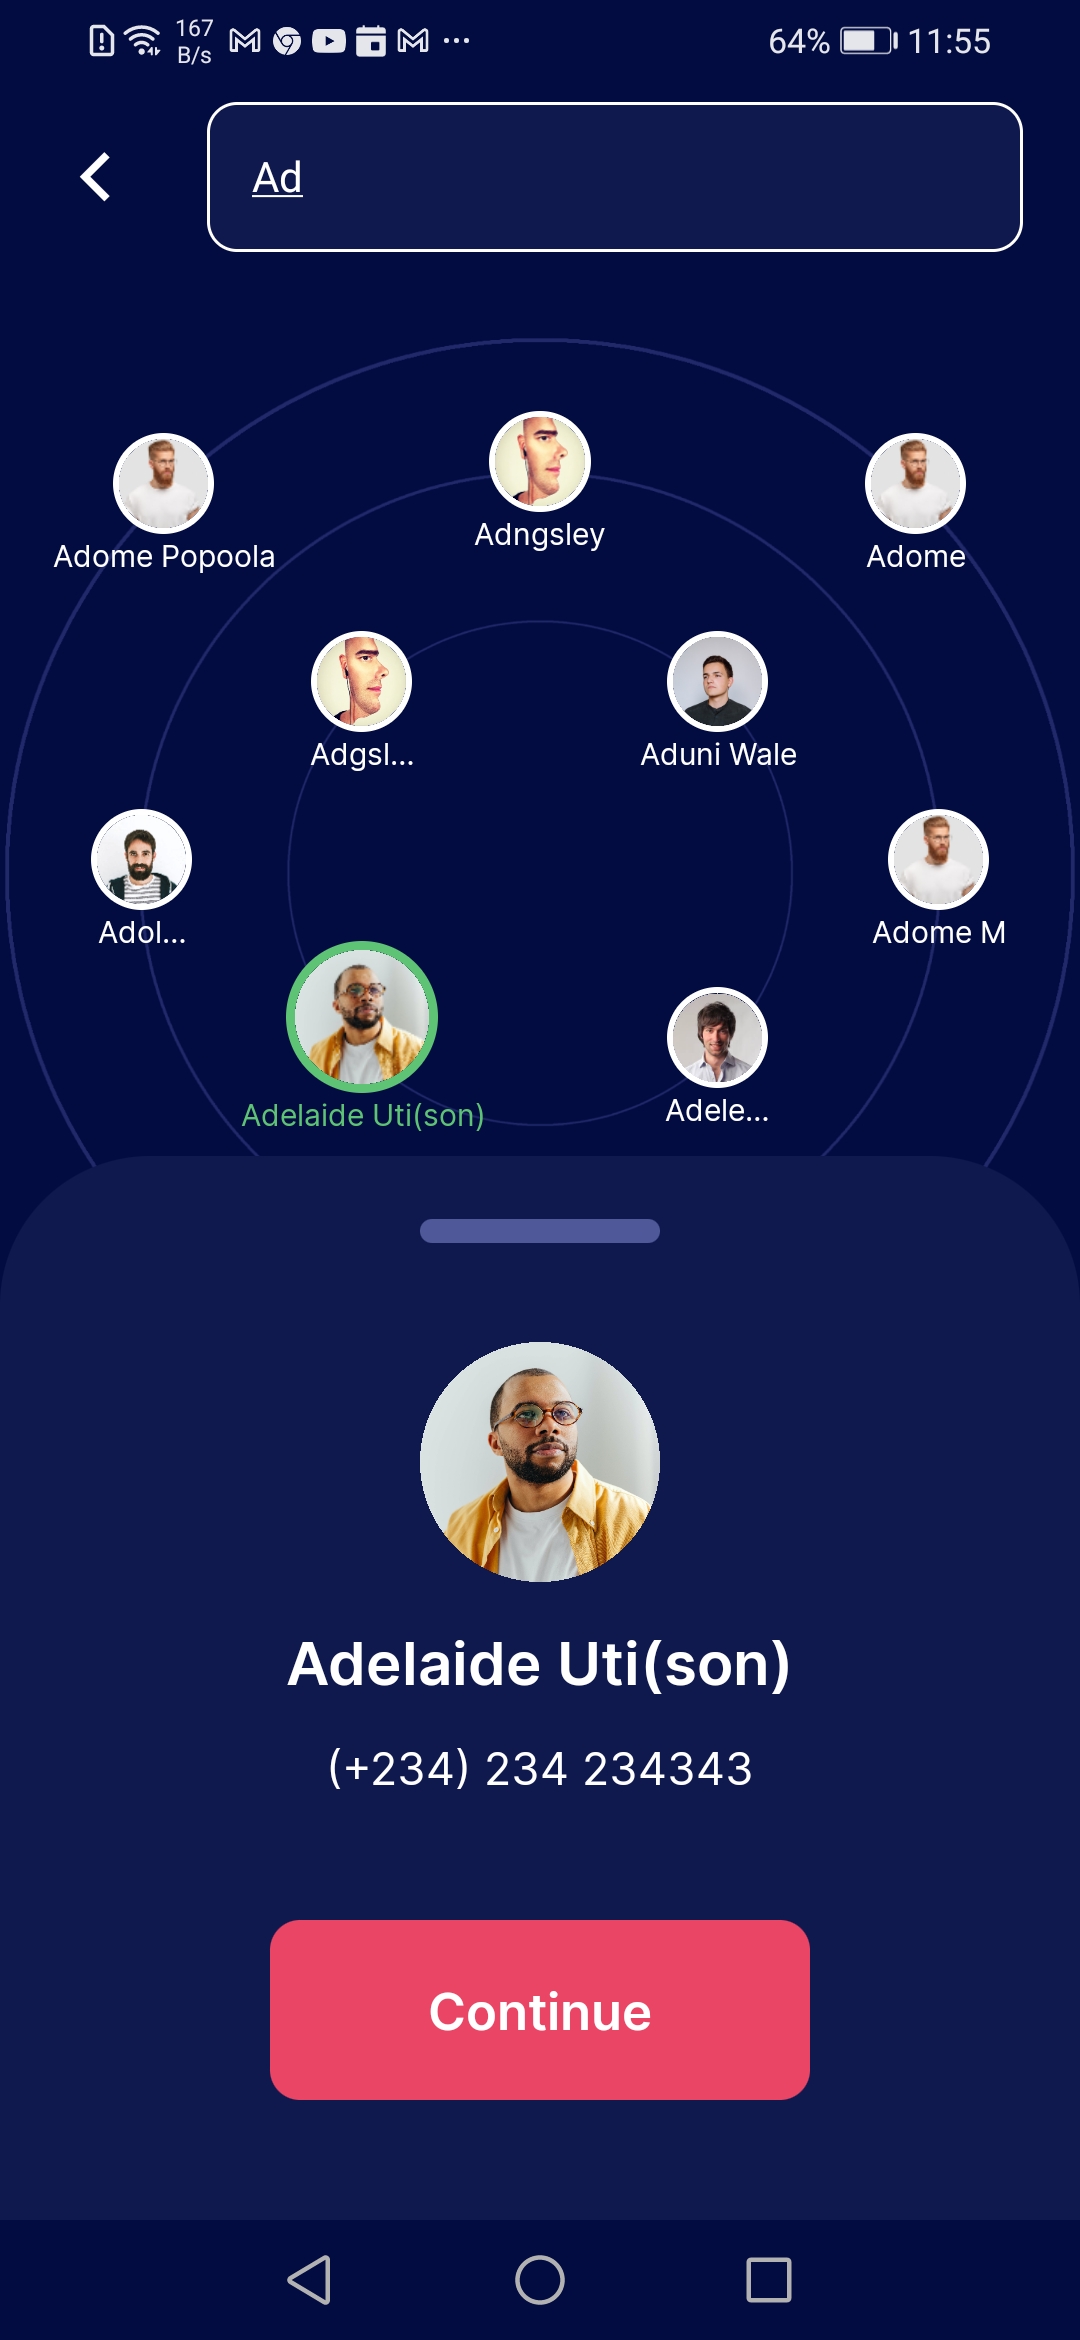 167
B/s
64%
11:55
Ad
Adngsley
Adome Popoola
Adome
Adgsl...
Aduni Wale
Adol...
Adome M
Adelaide Uti(son)
Adele...
Adelaide Uti(son)
(+234) 234 234343
Continue